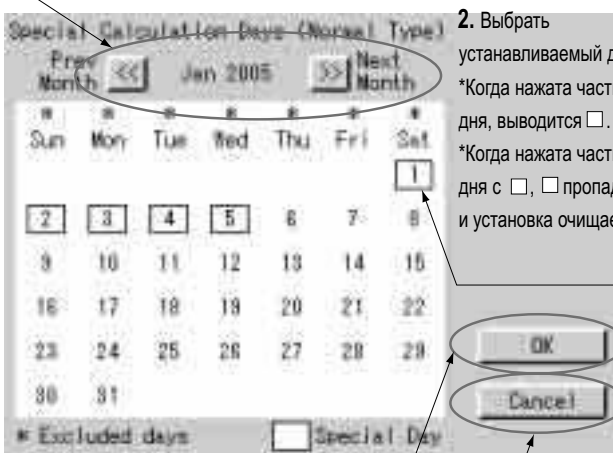 Special Calculation Days (Normal Type)
Prev Month << Jan 2005 >> Next Month
* * * * * * *
Sun Mon Tue Wed Thu Fri Sat
1
2 3 4 5 6 7 8
9 10 11 12 13 14 15
16 17 18 19 20 21 22
23 24 25 26 27 28 29
30 31
* Excluded days Special Day
2. Выбрать
устанавливаемый д
*Когда нажата част
дня, выводится □.
*Когда нажата част
дня с □, □ пропад
и установка очищае
OK
Cancel